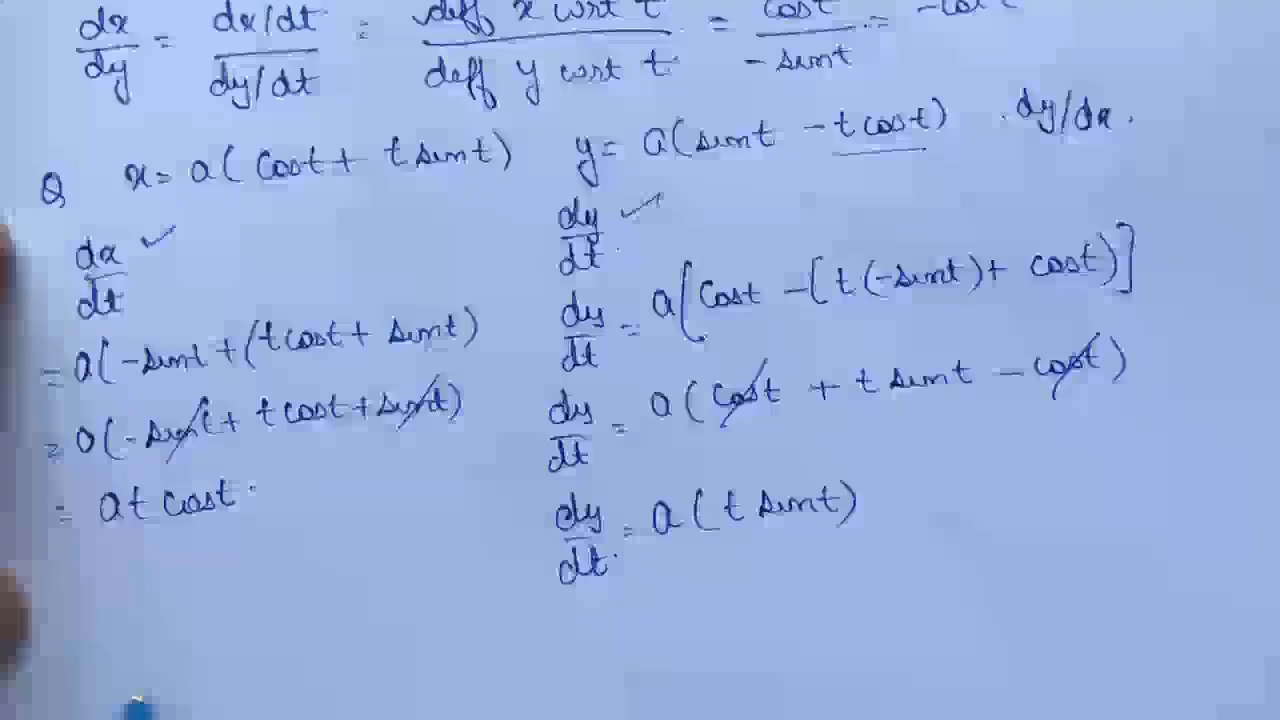 dx/dy = (dx/dt)/(dy/dt) = (diff x wrt t)/(diff y wrt t) = cost/-sint = -cot t
Q x = a(cost + t sint) y = a(sint - t cost) . dy/dx .
dx/dt ✓
= a(-sint + (t cost + sint)
= a(-sint + t cost + sint)
= at cost .
dy/dt ✓
dy/dt = a[cost - [t(-sint) + cost)]
dy/dt = a(cost + t sint - cost)
dy/dt = a(t sint)